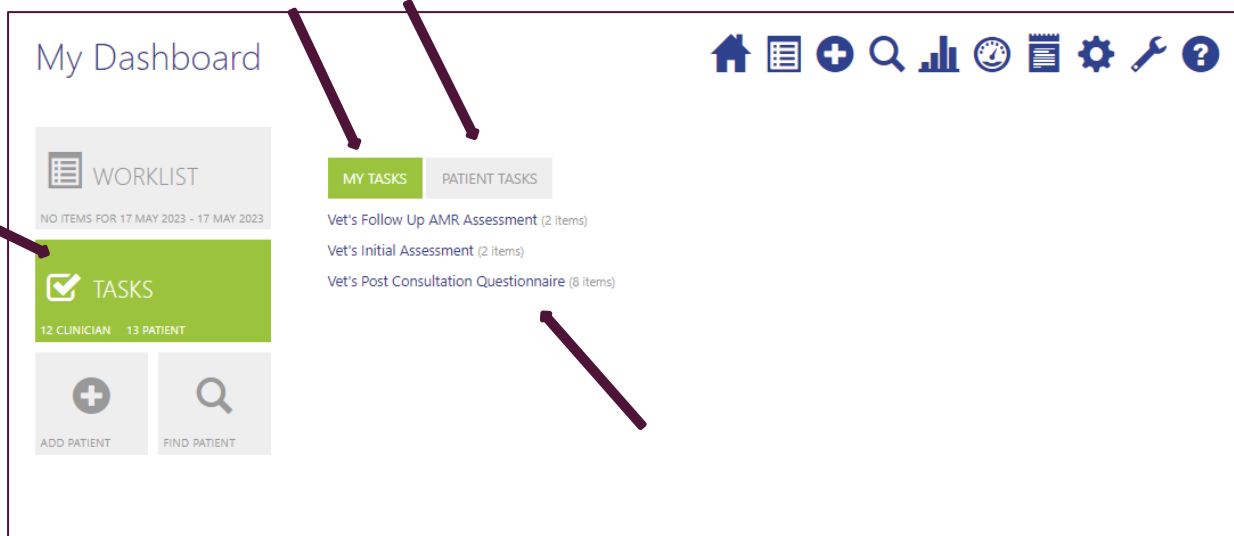 My Dashboard
WORKLIST
NO ITEMS FOR 17 MAY 2023 - 17 MAY 2023
TASKS
12 CLINICIAN 13 PATIENT
ADD PATIENT
FIND PATIENT
MY TASKS
PATIENT TASKS
Vet's Follow Up AMR Assessment (2 items)
Vet's Initial Assessment (2 items)
Vet's Post Consultation Questionnaire (8 items)